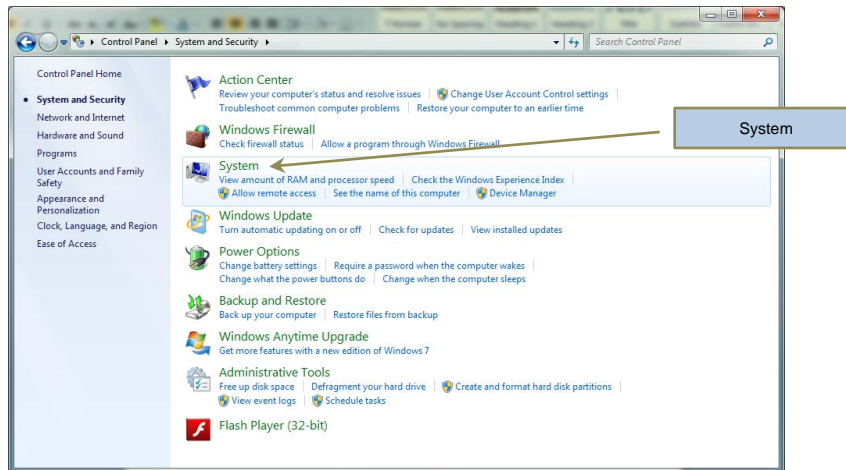 Control Panel ▸ System and Security ▸
Search Control Panel
Control Panel Home
System and Security
Network and Internet
Hardware and Sound
Programs
User Accounts and Family
Safety
Appearance and
Personalization
Clock, Language, and Region
Ease of Access
Action Center
Review your computer's status and resolve issues | Change User Account Control settings |
Troubleshoot common computer problems | Restore your computer to an earlier time
Windows Firewall
Check firewall status | Allow a program through Windows Firewall
System
View amount of RAM and processor speed | Check the Windows Experience Index |
Allow remote access | See the name of this computer | Device Manager
Windows Update
Turn automatic updating on or off | Check for updates | View installed updates
Power Options
Change battery settings | Require a password when the computer wakes |
Change what the power buttons do | Change when the computer sleeps
Backup and Restore
Back up your computer | Restore files from backup
Windows Anytime Upgrade
Get more features with a new edition of Windows 7
Administrative Tools
Free up disk space | Defragment your hard drive | Create and format hard disk partitions |
View event logs | Schedule tasks
Flash Player (32-bit)
System